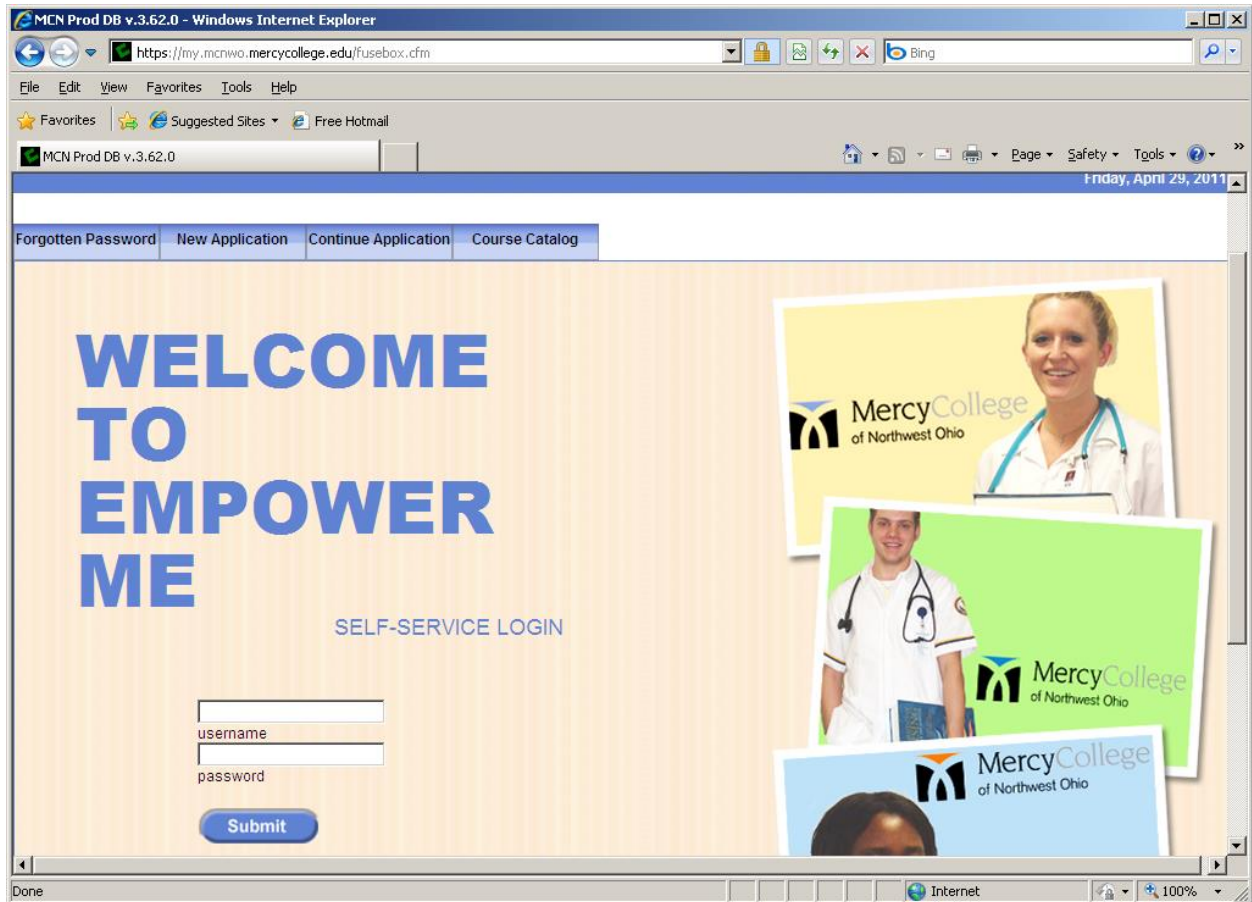 MCN Prod DB v.3.62.0 - Windows Internet Explorer
https://my.mcnwo.mercycollege.edu/fusebox.cfm
Bing
File Edit View Favorites Tools Help
Favorites Suggested Sites Free Hotmail
MCN Prod DB v.3.62.0 Page Safety Tools »
Friday, April 29, 2011
Forgotten Password New Application Continue Application Course Catalog
WELCOME
TO
EMPOWER
ME
SELF-SERVICE LOGIN
username
password
Submit
MercyCollege
of Northwest Ohio
MercyCollege
of Northwest Ohio
MercyCollege
of Northwest Ohio
Done Internet 100%